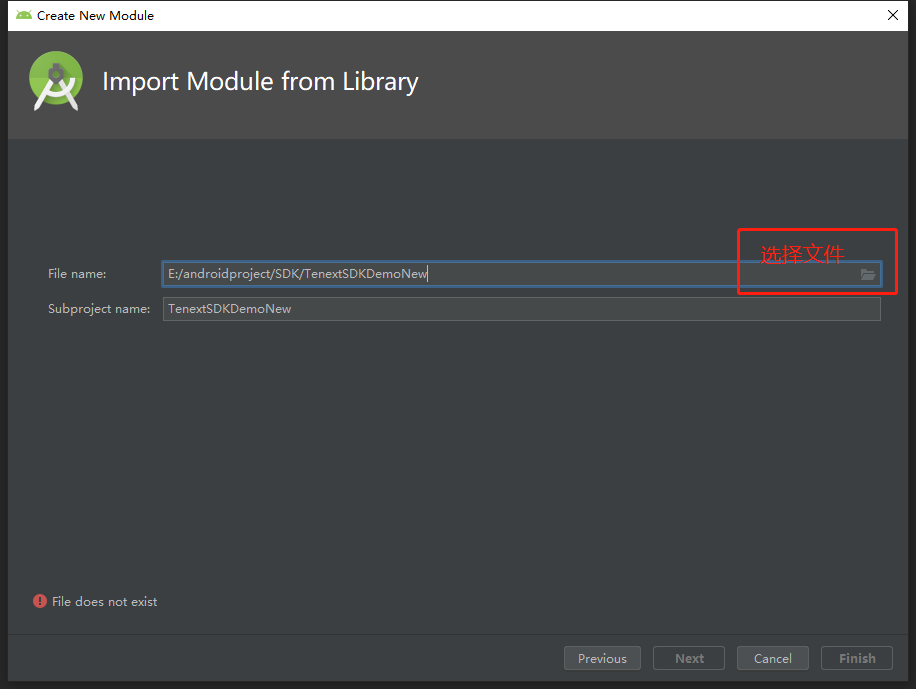 Create New Module
Import Module from Library
选择文件
File name:
E:/androidproject/SDK/TenextSDKDemoNew
Subproject name:
TenextSDKDemoNew
File does not exist
Previous
Next
Cancel
Finish